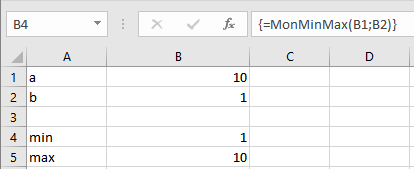 B4 fx {=MonMinMax(B1;B2)}
A B C D
1 a 10
2 b 1
3
4 min 1
5 max 10